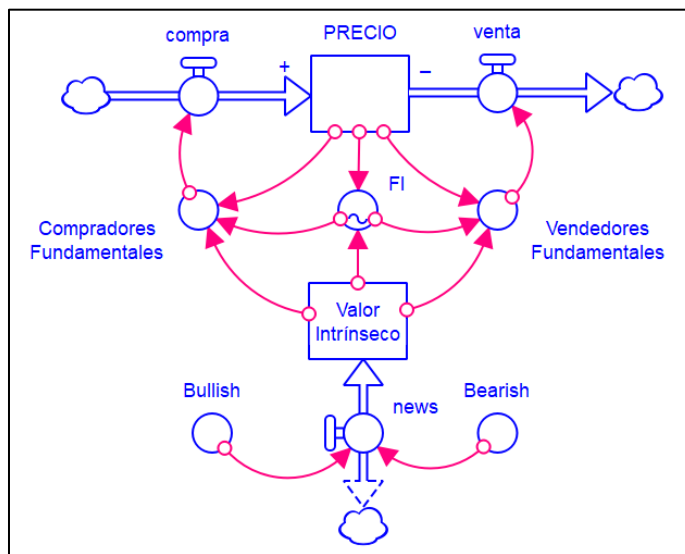 compra
PRECIO
venta
+
−
FI
Compradores
Fundamentales
Vendedores
Fundamentales
Valor
Intrínseco
Bullish
news
Bearish